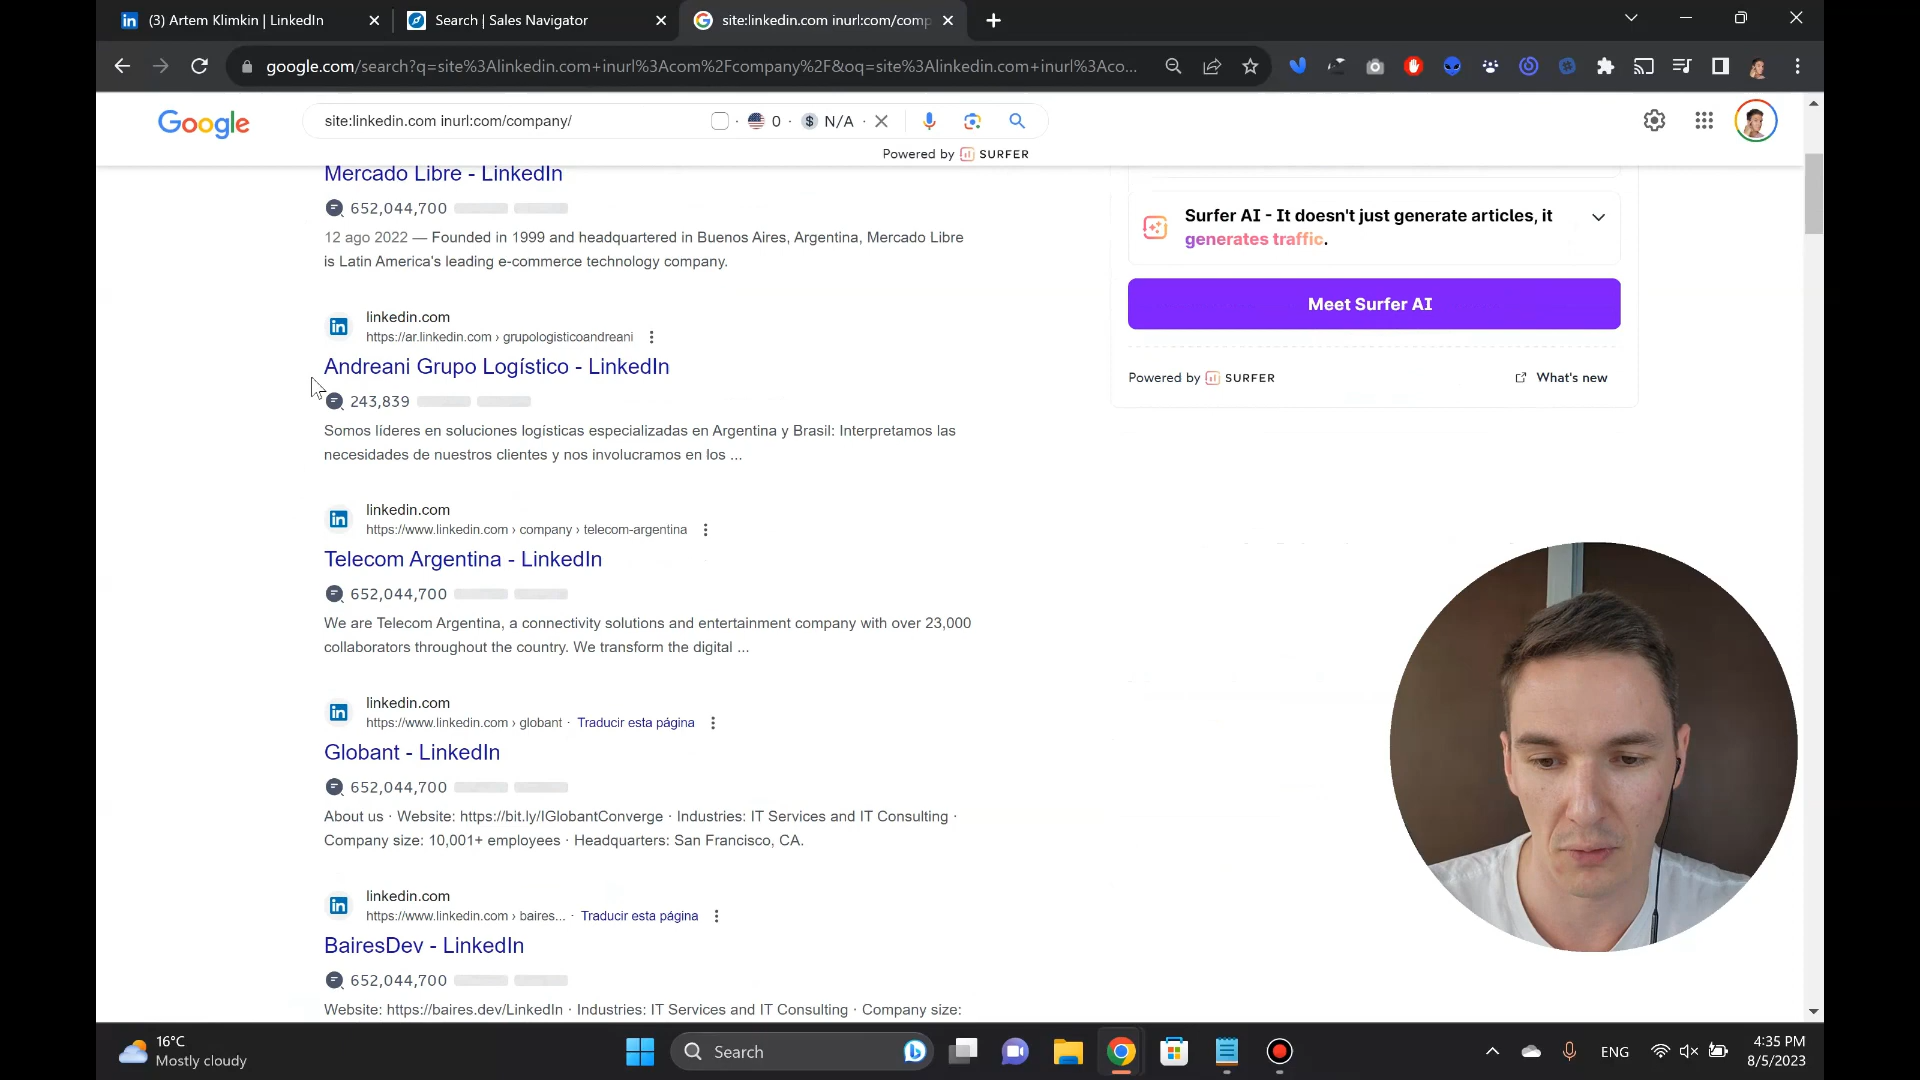 (3) Artem Klimkin | LinkedIn
Search | Sales Navigator
site:linkedin.com inurl:com/comp
google.com/search?q=site%3Alinkedin.com+inurl%3Acom%2Fcompany%2F&oq=site%3Alinkedin.com+inurl%3Aco...
Google
site:linkedin.com inurl:com/company/
0 · N/A ·
Powered by SURFER
Mercado Libre - LinkedIn
652,044,700
12 ago 2022 — Founded in 1999 and headquartered in Buenos Aires, Argentina, Mercado Libre
is Latin America's leading e-commerce technology company.
linkedin.com
https://ar.linkedin.com › grupologisticoandreani
Andreani Grupo Logístico - LinkedIn
243,839
Somos líderes en soluciones logísticas especializadas en Argentina y Brasil: Interpretamos las
necesidades de nuestros clientes y nos involucramos en los ...
linkedin.com
https://www.linkedin.com › company › telecom-argentina
Telecom Argentina - LinkedIn
652,044,700
We are Telecom Argentina, a connectivity solutions and entertainment company with over 23,000
collaborators throughout the country. We transform the digital ...
linkedin.com
https://www.linkedin.com › globant · Traducir esta página
Globant - LinkedIn
652,044,700
About us · Website: https://bit.ly/IGlobantConverge · Industries: IT Services and IT Consulting ·
Company size: 10,001+ employees · Headquarters: San Francisco, CA.
linkedin.com
https://www.linkedin.com › baires... · Traducir esta página
BairesDev - LinkedIn
652,044,700
Website: https://baires.dev/LinkedIn · Industries: IT Services and IT Consulting · Company size:
Surfer AI - It doesn't just generate articles, it
generates traffic.
Meet Surfer AI
Powered by SURFER
What's new
16°C
Mostly cloudy
Search
ENG
4:35 PM
8/5/2023